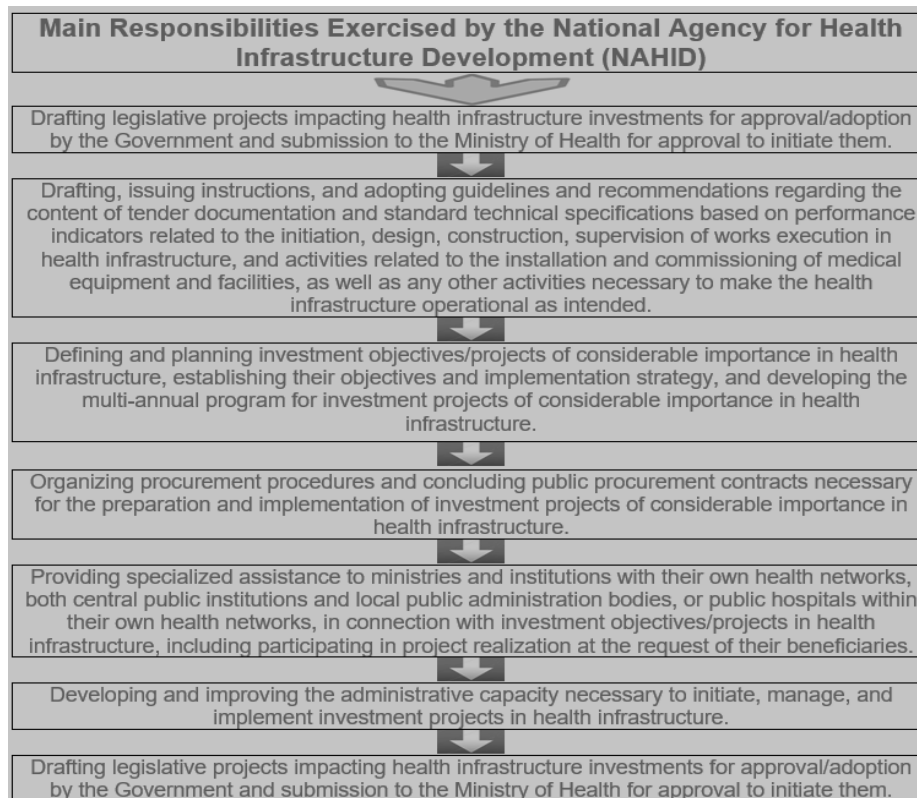 Main Responsibilities Exercised by the National Agency for Health
Infrastructure Development (NAHID)
Drafting legislative projects impacting health infrastructure investments for approval/adoption
by the Government and submission to the Ministry of Health for approval to initiate them.
Drafting, issuing instructions, and adopting guidelines and recommendations regarding the
content of tender documentation and standard technical specifications based on performance
indicators related to the initiation, design, construction, supervision of works execution in
health infrastructure, and activities related to the installation and commissioning of medical
equipment and facilities, as well as any other activities necessary to make the health
infrastructure operational as intended.
Defining and planning investment objectives/projects of considerable importance in health
infrastructure, establishing their objectives and implementation strategy, and developing the
multi-annual program for investment projects of considerable importance in health
infrastructure.
Organizing procurement procedures and concluding public procurement contracts necessary
for the preparation and implementation of investment projects of considerable importance in
health infrastructure.
Providing specialized assistance to ministries and institutions with their own health networks,
both central public institutions and local public administration bodies, or public hospitals within
their own health networks, in connection with investment objectives/projects in health
infrastructure, including participating in project realization at the request of their beneficiaries.
Developing and improving the administrative capacity necessary to initiate, manage, and
implement investment projects in health infrastructure.
Drafting legislative projects impacting health infrastructure investments for approval/adoption
by the Government and submission to the Ministry of Health for approval to initiate them.